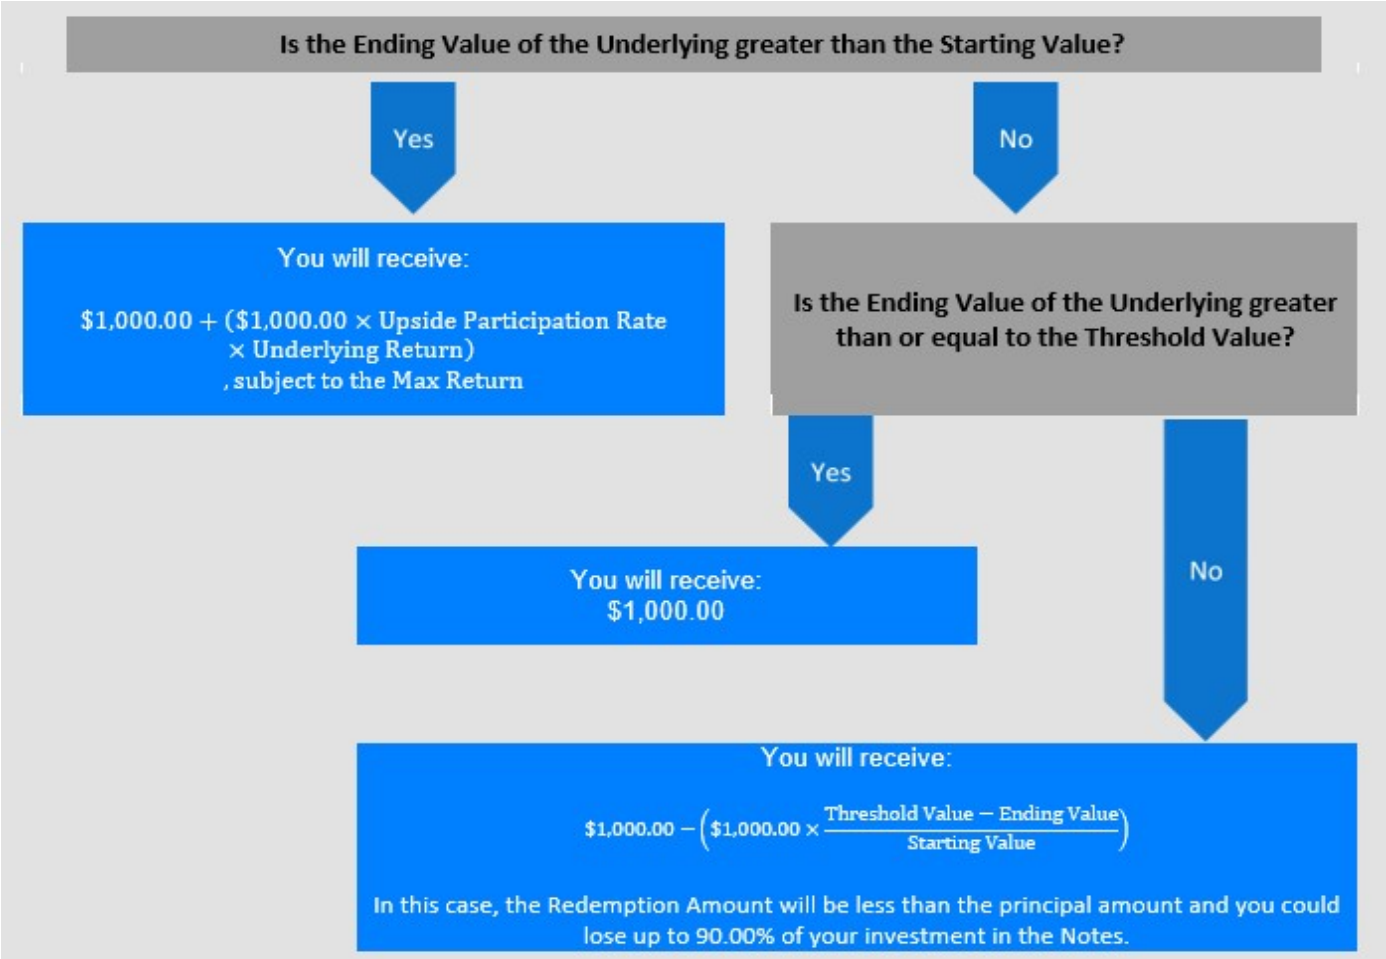 Is the Ending Value of the Underlying greater than the Starting Value?
Yes
No
You will receive:
$1,000.00 + ($1,000.00 × Upside Participation Rate
× Underlying Return)
, subject to the Max Return
Is the Ending Value of the Underlying greater
than or equal to the Threshold Value?
Yes
No
You will receive:
$1,000.00
You will receive:
$1,000.00 − ($1,000.00 × (Threshold Value − Ending Value
Starting Value))
In this case, the Redemption Amount will be less than the principal amount and you could
lose up to 90.00% of your investment in the Notes.